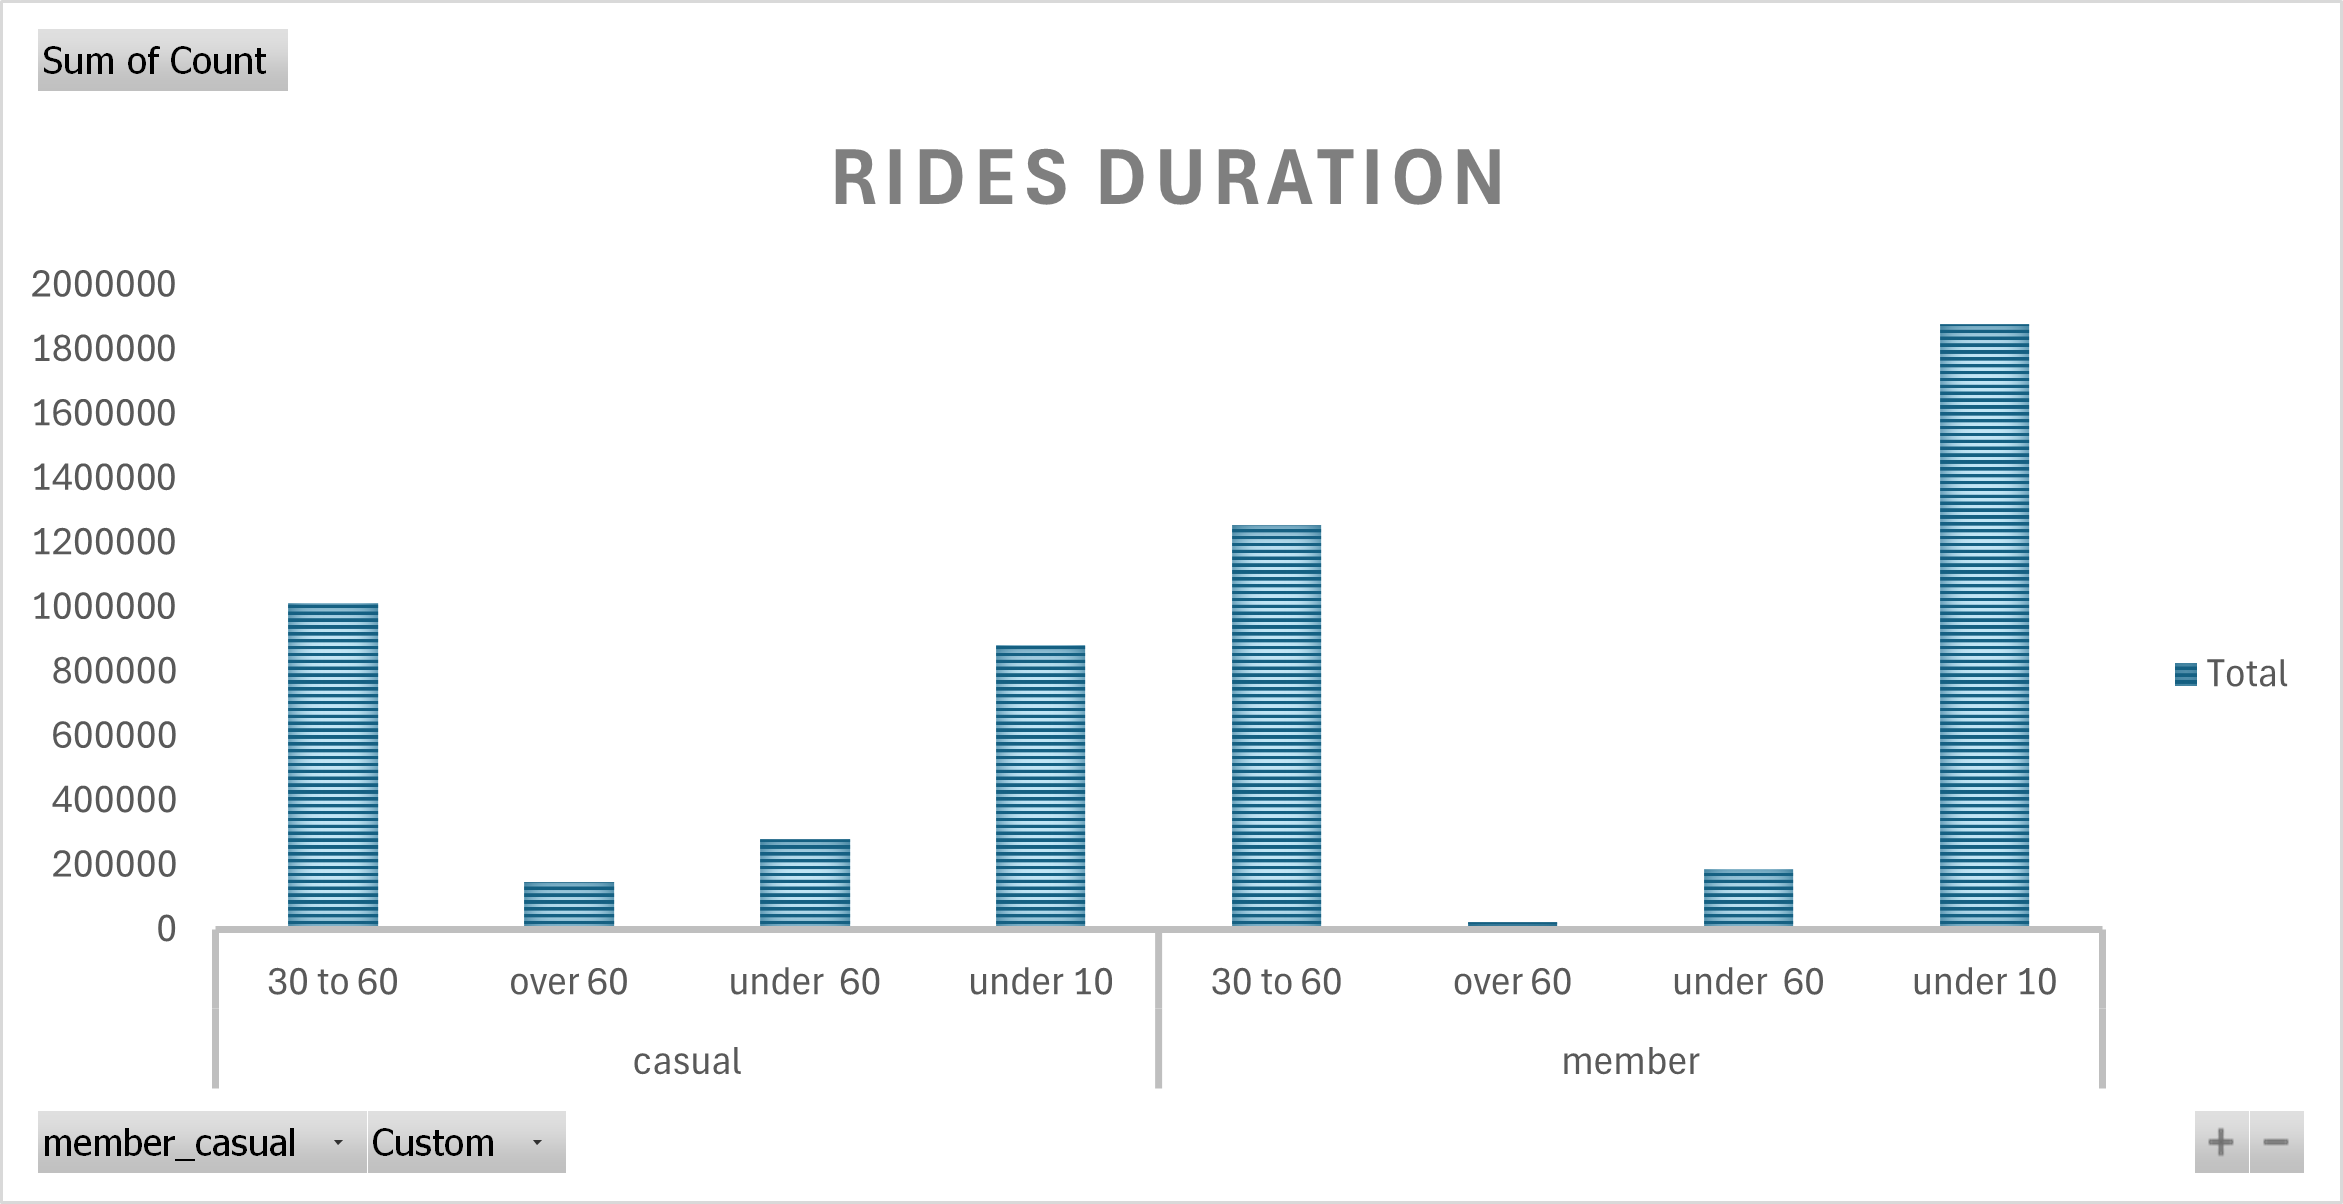 Sum of Count
RIDES DURATION
2000000
1800000
1600000
1400000
1200000
1000000
800000
600000
400000
200000
0
Total
30 to 60 over 60 under  60 under 10 30 to 60 over 60 under  60 under 10
casual member
member_casual Custom + −